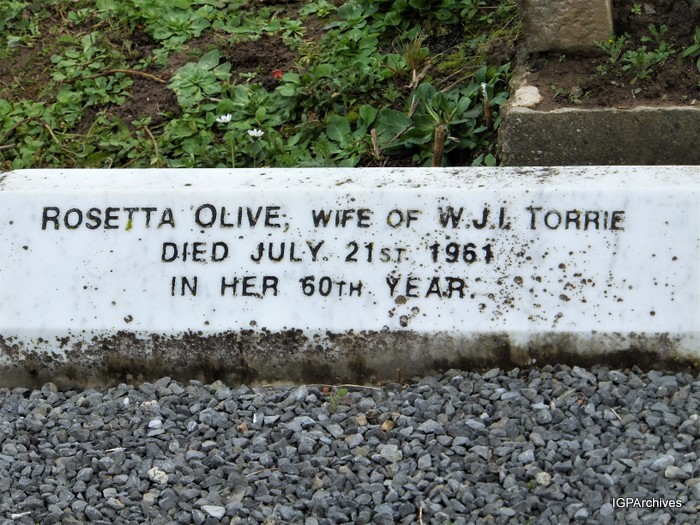 ROSETTA OLIVE, WIFE OF W.J.I. TORRIE
DIED JULY 21ST 1961
IN HER 60TH YEAR.
IGPArchives